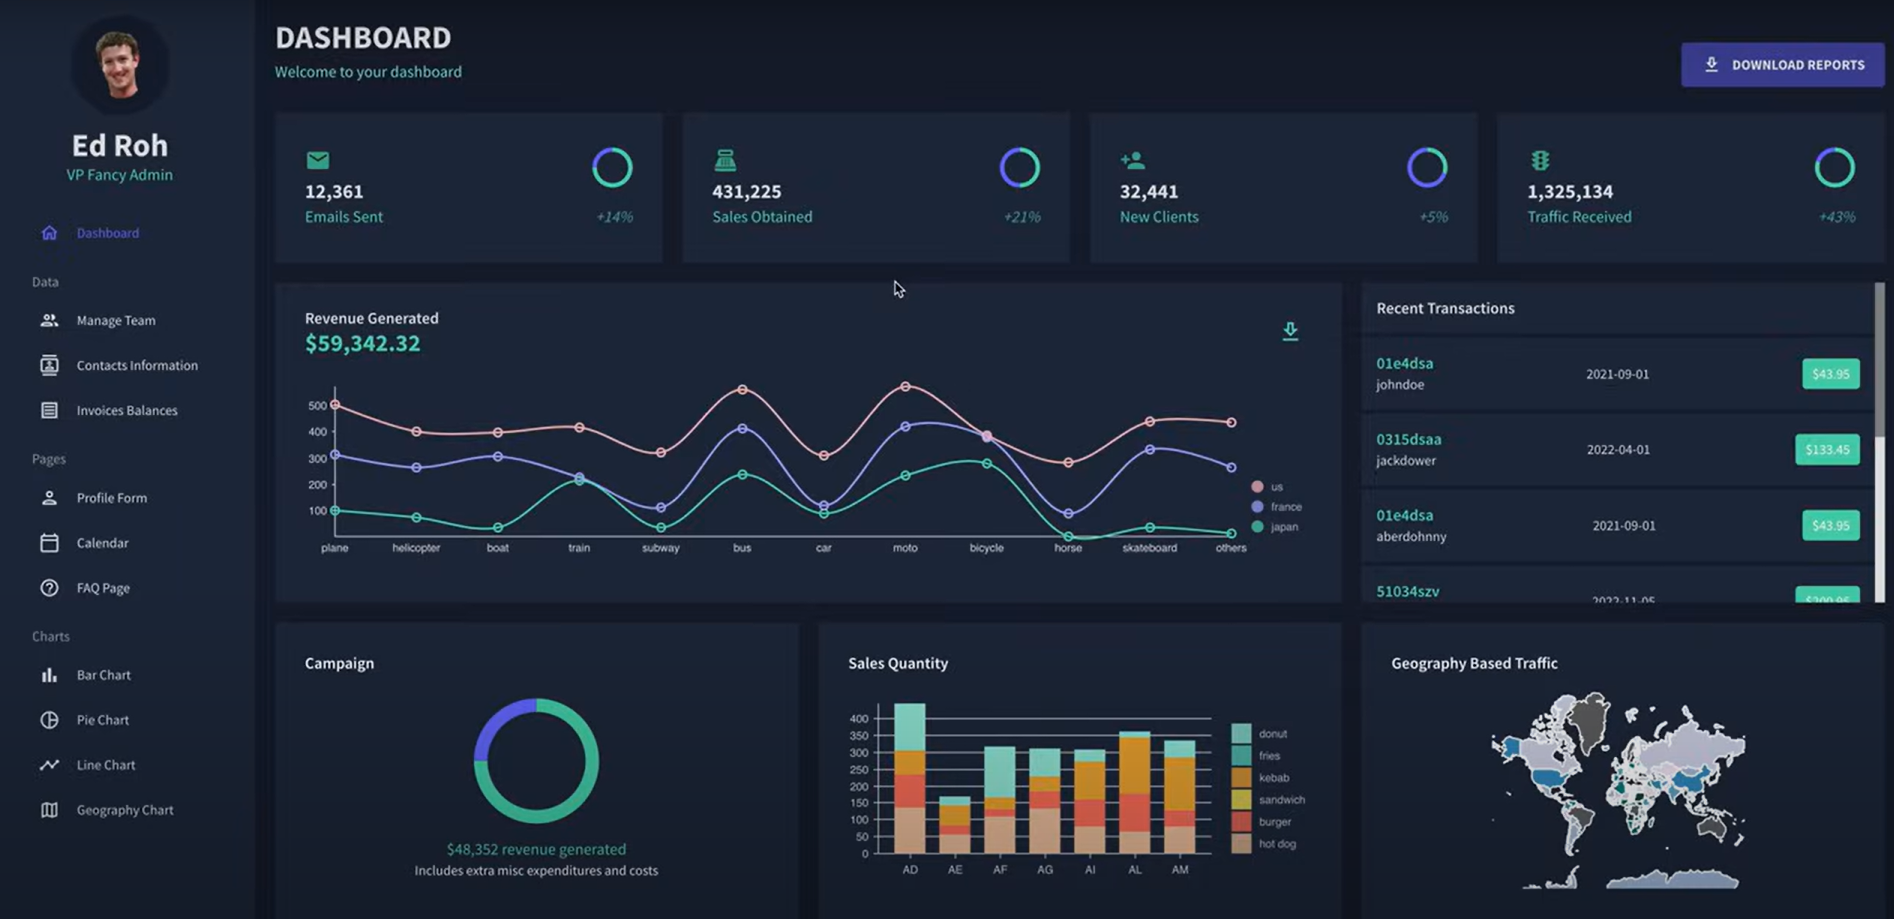 Ed Roh
VP Fancy Admin
Dashboard
Data
Manage Team
Contacts Information
Invoices Balances
Pages
Profile Form
Calendar
FAQ Page
Charts
Bar Chart
Pie Chart
Line Chart
Geography Chart
DASHBOARD
Welcome to your dashboard
DOWNLOAD REPORTS
12,361
Emails Sent
+14%
431,225
Sales Obtained
+21%
32,441
New Clients
+5%
1,325,134
Traffic Received
+43%
Revenue Generated
$59,342.32
500
400
300
200
100
plane helicopter boat train subway bus car moto bicycle horse skateboard others
us
france
japan
Recent Transactions
01e4dsa
johndoe
2021-09-01
$43.95
0315dsaa
jackdower
2022-04-01
$133.45
01e4dsa
aberdohnny
2021-09-01
$43.95
51034szv
2022-11-05
$200.95
Campaign
$48,352 revenue generated
Includes extra misc expenditures and costs
Sales Quantity
400
350
300
250
200
150
100
50
0
AD AE AF AG AI AL AM
donut
fries
kebab
sandwich
burger
hot dog
Geography Based Traffic